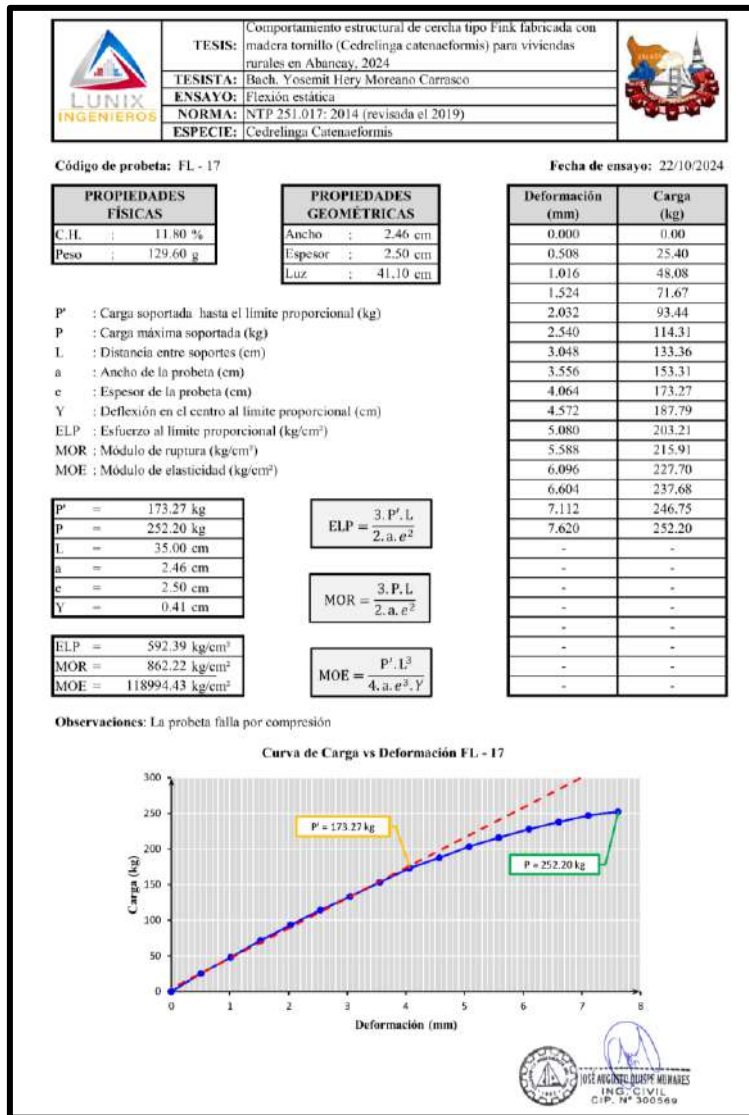 LUNIX
INGENIEROS
TESIS: Comportamiento estructural de cercha tipo Fink fabricada con
madera tornillo (Cedrelinga catenaeformis) para viviendas
rurales en Abancay, 2024
TESISTA: Bach. Yosemit Hery Moreano Carrasco
ENSAYO: Flexión estática
NORMA: NTP 251.017: 2014 (revisada el 2019)
ESPECIE: Cedrelinga Catenaeformis
Código de probeta: FL - 17
Fecha de ensayo: 22/10/2024
PROPIEDADES
FÍSICAS
C.H. : 11.80 %
Peso : 129.60 g
PROPIEDADES
GEOMÉTRICAS
Ancho : 2.46 cm
Espesor : 2.50 cm
Luz : 41.10 cm
Deformación (mm) Carga (kg)
0.000 0.00
0.508 25.40
1.016 48.08
1.524 71.67
2.032 93.44
2.540 114.31
3.048 133.36
3.556 153.31
4.064 173.27
4.572 187.79
5.080 203.21
5.588 215.91
6.096 227.70
6.604 237.68
7.112 246.75
7.620 252.20
- -
- -
- -
- -
- -
- -
- -
- -
P' : Carga soportada hasta el límite proporcional (kg)
P : Carga máxima soportada (kg)
L : Distancia entre soportes (cm)
a : Ancho de la probeta (cm)
e : Espesor de la probeta (cm)
Y : Deflexión en el centro al límite proporcional (cm)
ELP : Esfuerzo al límite proporcional (kg/cm²)
MOR : Módulo de ruptura (kg/cm²)
MOE : Módulo de elasticidad (kg/cm²)
P' = 173.27 kg
P = 252.20 kg
L = 35.00 cm
a = 2.46 cm
e = 2.50 cm
Y = 0.41 cm
ELP = 592.39 kg/cm²
MOR = 862.22 kg/cm²
MOE = 118994.43 kg/cm²
ELP = 3. P'. L / 2. a. e²
MOR = 3. P. L / 2. a. e²
MOE = P'. L³ / 4. a. e³. Y
Observaciones: La probeta falla por compresión
Curva de Carga vs Deformación FL - 17
Carga (kg)
300
250
200
150
100
50
0
P' = 173.27 kg
P = 252.20 kg
0 1 2 3 4 5 6 7 8
Deformación (mm)
JOSÉ AUGUSTO QUISPE
ING. CIVIL
CIP. N° 300569